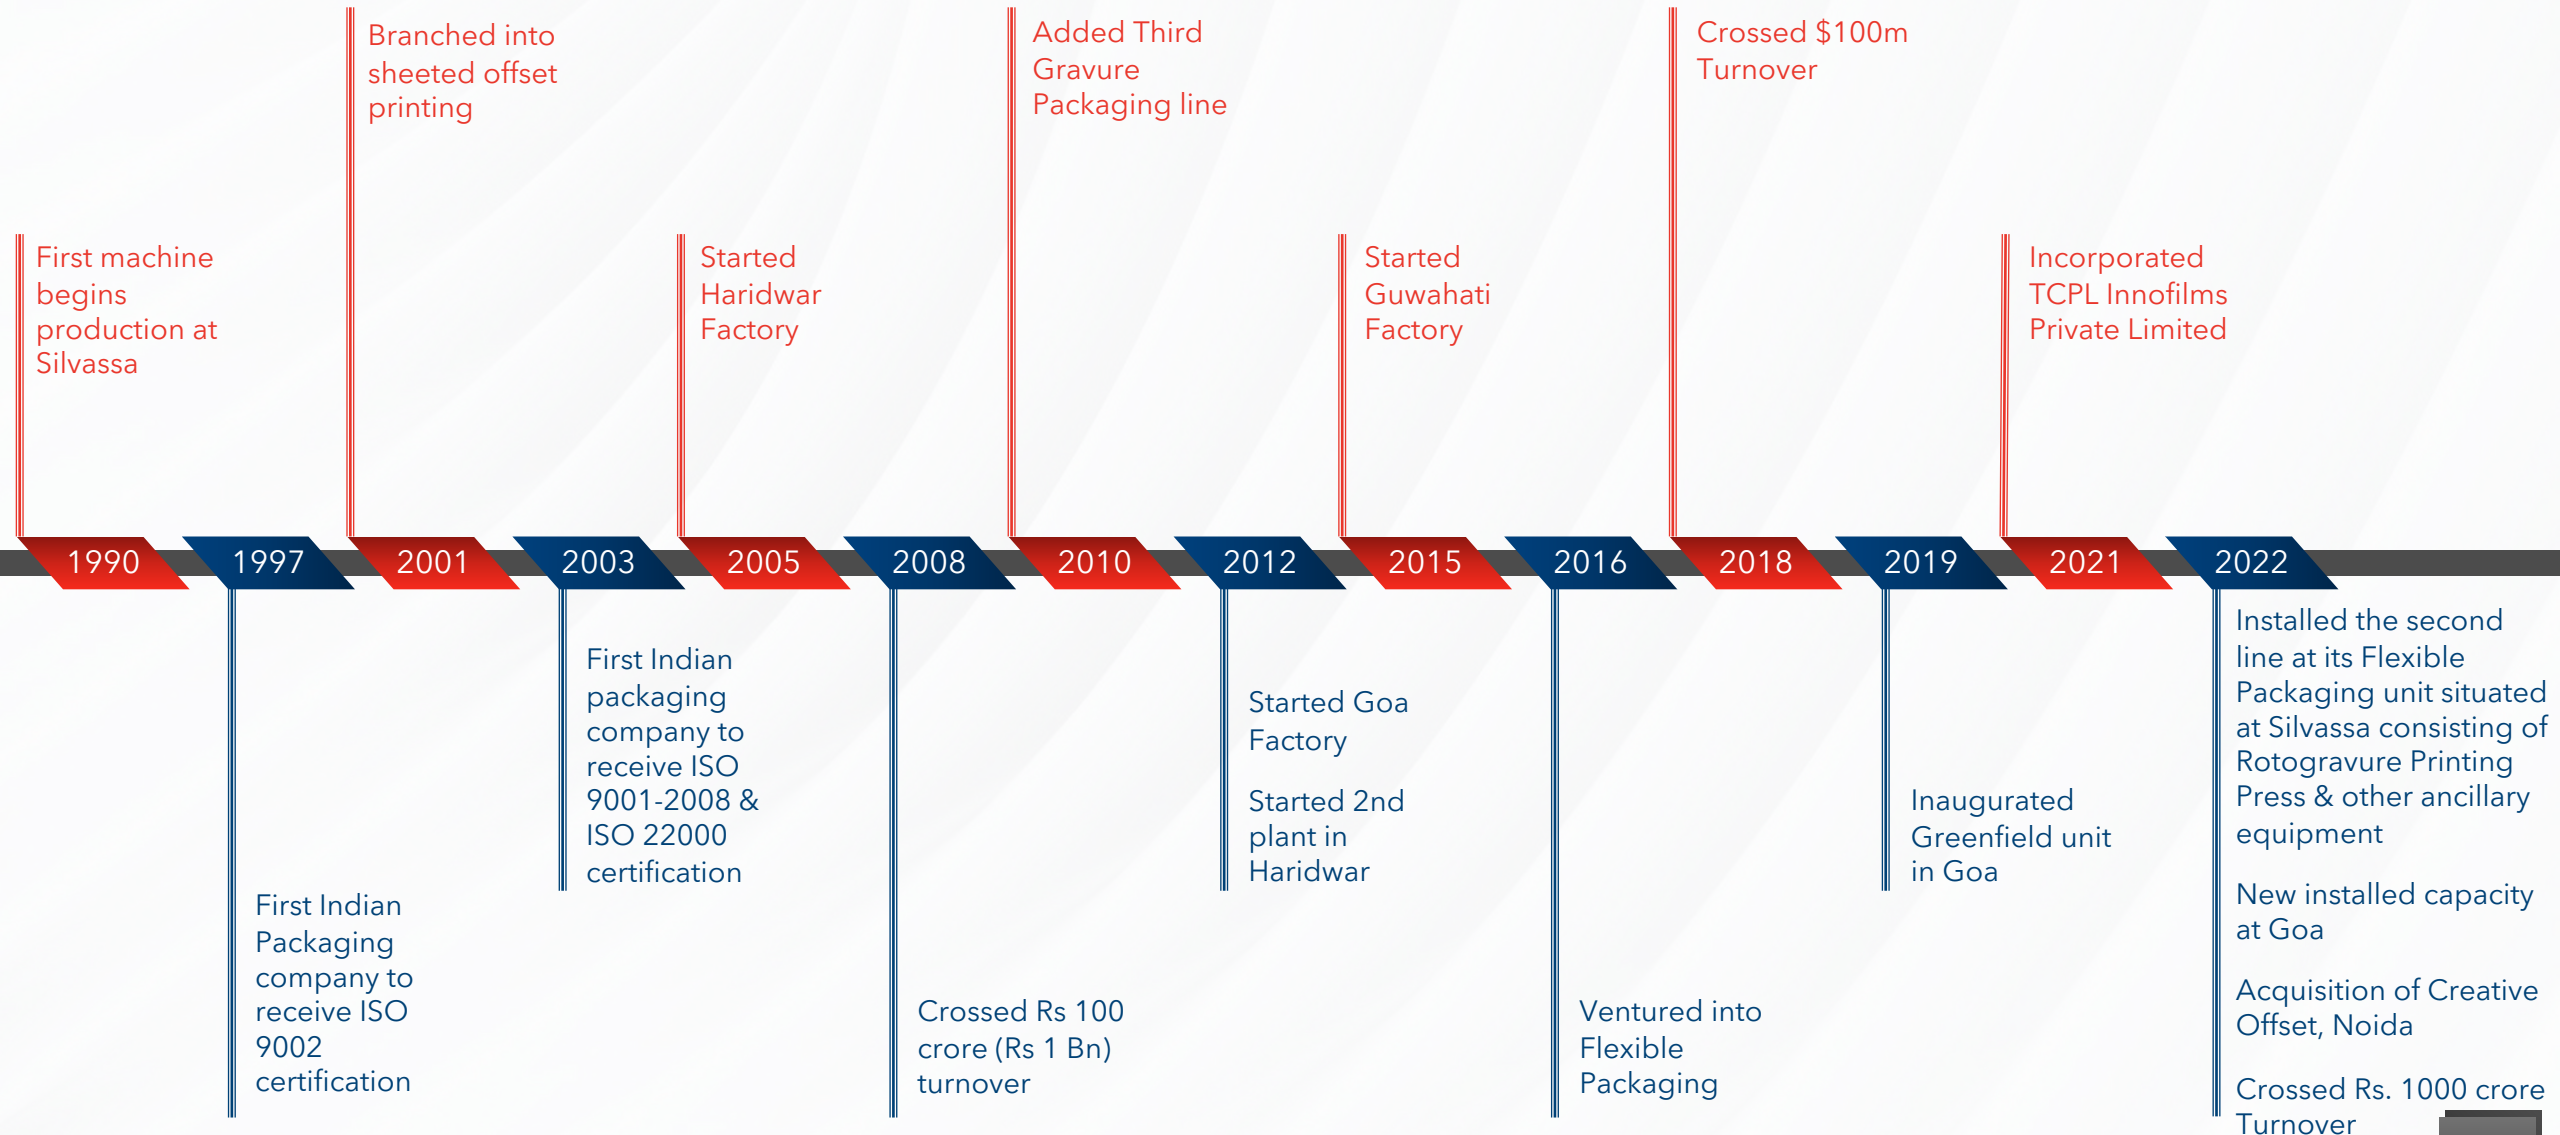 Branched into
sheeted offset
printing
Added Third
Gravure
Packaging line
Crossed $100m
Turnover
First machine
begins
production at
Silvassa
Started
Haridwar
Factory
Started
Guwahati
Factory
Incorporated
TCPL Innofilms
Private Limited
1990
1997
2001
2003
2005
2008
2010
2012
2015
2016
2018
2019
2021
2022
First Indian
Packaging
company to
receive ISO
9002
certification
First Indian
packaging
company to
receive ISO
9001-2008 &
ISO 22000
certification
Crossed Rs 100
crore (Rs 1 Bn)
turnover
Started Goa
Factory
Started 2nd
plant in
Haridwar
Ventured into
Flexible
Packaging
Inaugurated
Greenfield unit
in Goa
Installed the second
line at its Flexible
Packaging unit situated
at Silvassa consisting of
Rotogravure Printing
Press & other ancillary
equipment
New installed capacity
at Goa
Acquisition of Creative
Offset, Noida
Crossed Rs. 1000 crore
Turnover